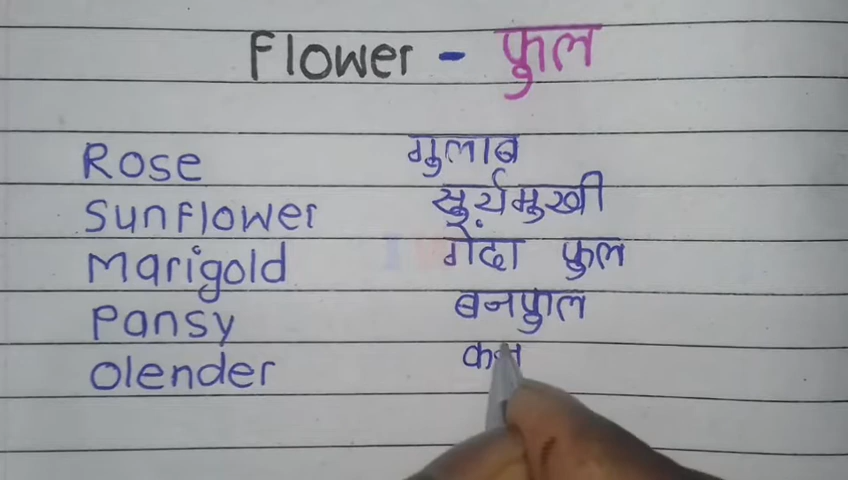 Flower - फुल
Rose गुलाब
Sunflower सुर्यमुखी
Marigold गेंदा फुल
Pansy बनफुल
Olender